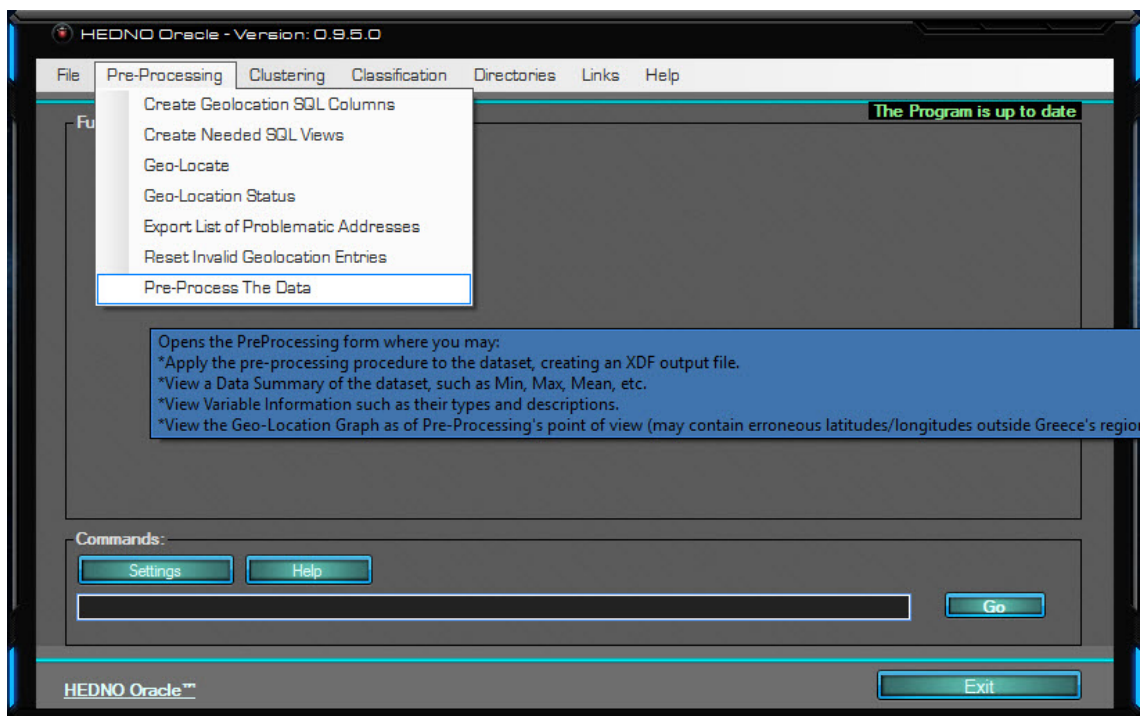 HEDNO Oracle - Version: 0.9.5.0
File Pre-Processing Clustering Classification Directories Links Help
The Program is up to date
Fu
Create Geolocation SQL Columns
Create Needed SQL Views
Geo-Locate
Geo-Location Status
Export List of Problematic Addresses
Reset Invalid Geolocation Entries
Pre-Process The Data
Opens the PreProcessing form where you may:
*Apply the pre-processing procedure to the dataset, creating an XDF output file.
*View a Data Summary of the dataset, such as Min, Max, Mean, etc.
*View Variable Information such as their types and descriptions.
*View the Geo-Location Graph as of Pre-Processing's point of view (may contain erroneous latitudes/longitudes outside Greece's region
Commands:
Settings Help
Go
HEDNO Oracle™
Exit